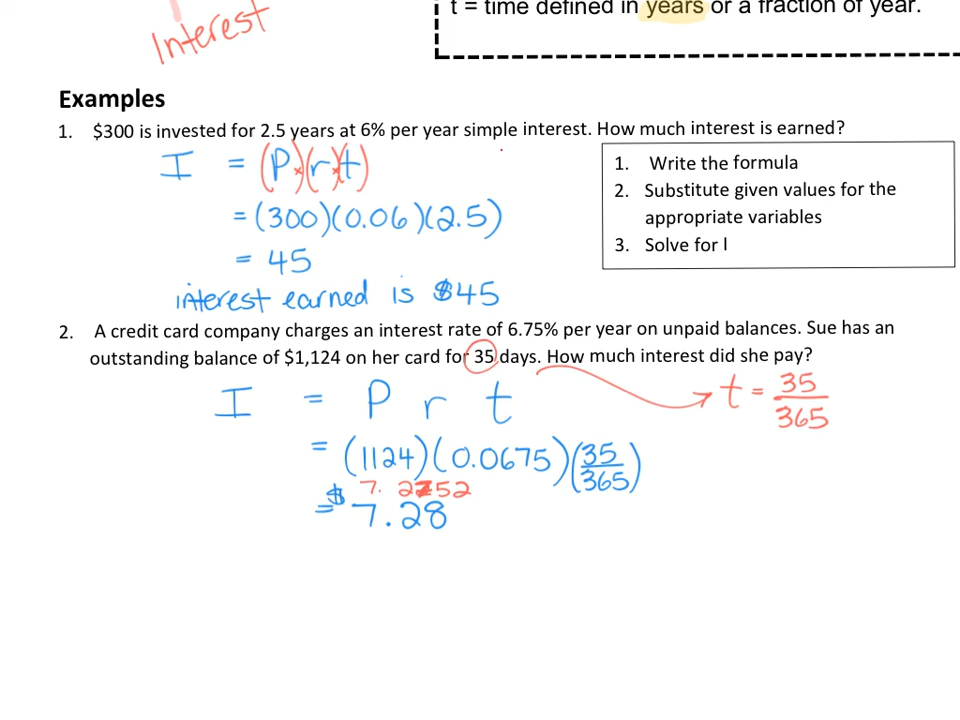 Interest
t = time defined in years or a fraction of year.
Examples
1. $300 is invested for 2.5 years at 6% per year simple interest. How much interest is earned?
I = (P)(r)(t)
= (300)(0.06)(2.5)
= 45
interest earned is $45
1. Write the formula
2. Substitute given values for the
appropriate variables
3. Solve for I
2. A credit card company charges an interest rate of 6.75% per year on unpaid balances. Sue has an
outstanding balance of $1,124 on her card for 35 days. How much interest did she pay?
I = P r t
t = 35/365
= (1124)(0.0675)(35/365)
7.2752
= $7.28